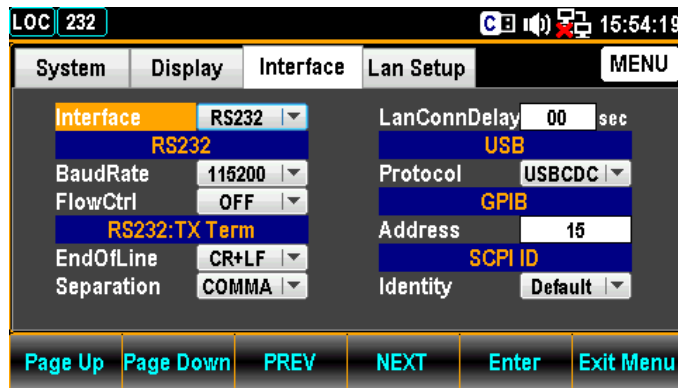 LOC 232 C 15:54:19
System Display Interface Lan Setup MENU
Interface RS232 LanConnDelay 00 sec
RS232 USB
BaudRate 115200 Protocol USBCDC
FlowCtrl OFF GPIB
RS232:TX Term Address 15
EndOfLine CR+LF SCPI ID
Separation COMMA Identity Default
Page Up Page Down PREV NEXT Enter Exit Menu